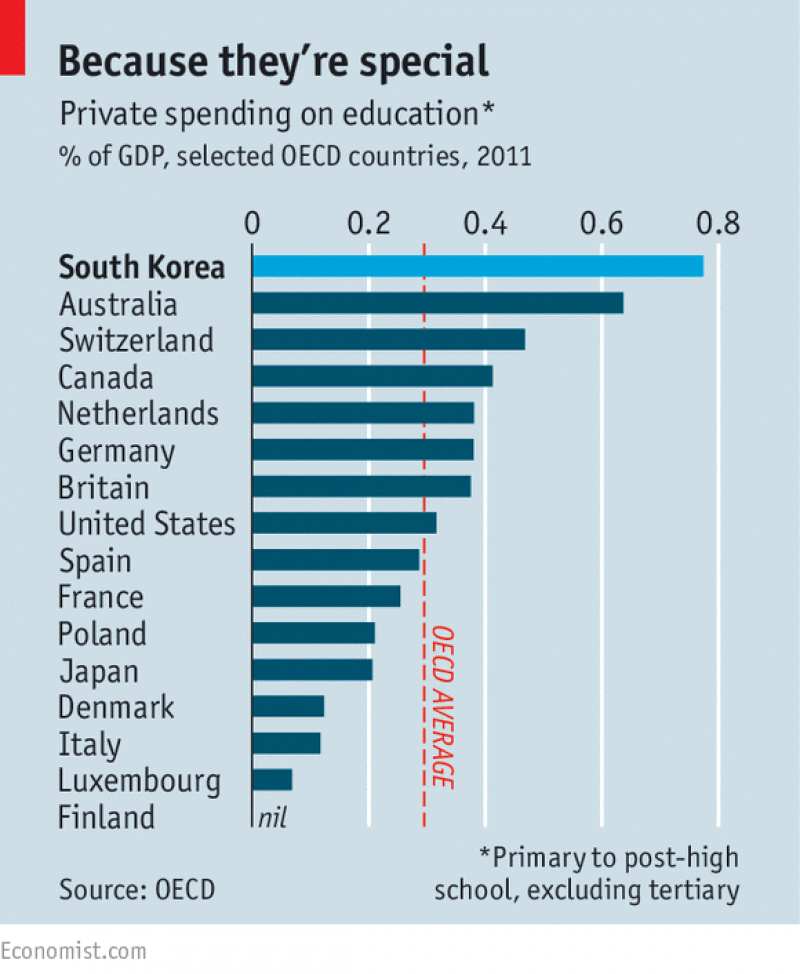 Because they're special
Private spending on education*
% of GDP, selected OECD countries, 2011
0 0.2 0.4 0.6 0.8
South Korea
Australia
Switzerland
Canada
Netherlands
Germany
Britain
United States
Spain
France
Poland
Japan
Denmark
Italy
Luxembourg
Finland nil
OECD AVERAGE
*Primary to post-high
school, excluding tertiary
Source: OECD
Economist.com